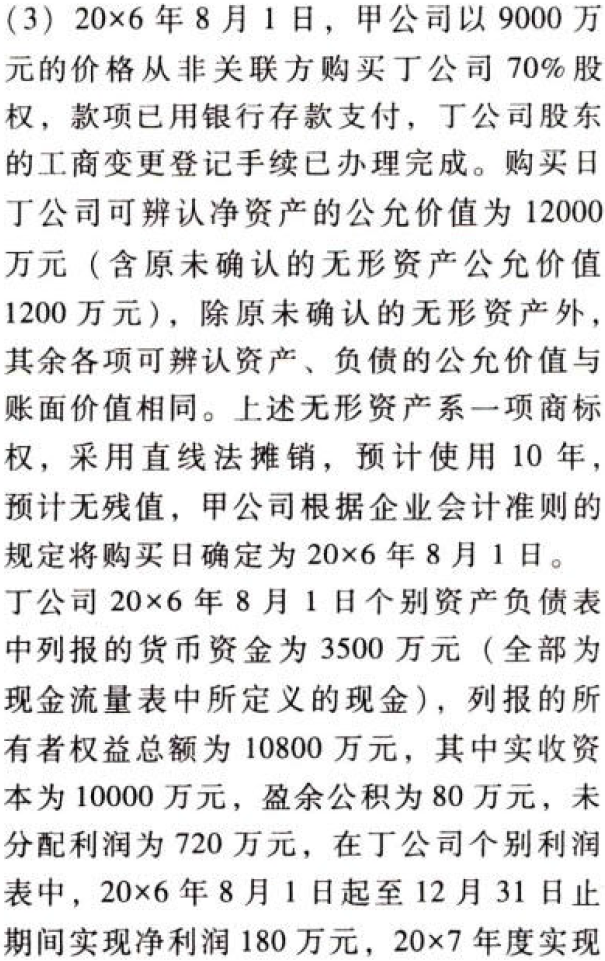 (3) 20×6 年 8 月 1 日，甲公司以 9000 万
元的价格从非关联方购买丁公司 70%股
权，款项已用银行存款支付，丁公司股东
的工商变更登记手续已办理完成。购买日
丁公司可辨认净资产的公允价值为 12000
万元（含原未确认的无形资产公允价值
1200 万元），除原未确认的无形资产外，
其余各项可辨认资产、负债的公允价值与
账面价值相同。上述无形资产系一项商标
权，采用直线法摊销，预计使用 10 年，
预计无残值，甲公司根据企业会计准则的
规定将购买日确定为 20×6 年 8 月 1 日。
丁公司 20×6 年 8 月 1 日个别资产负债表
中列报的货币资金为 3500 万元（全部为
现金流量表中所定义的现金），列报的所
有者权益总额为 10800 万元，其中实收资
本为 10000 万元，盈余公积为 80 万元，未
分配利润为 720 万元，在丁公司个别利润
表中，20×6 年 8 月 1 日起至 12 月 31 日止
期间实现净利润 180 万元，20×7 年度实现